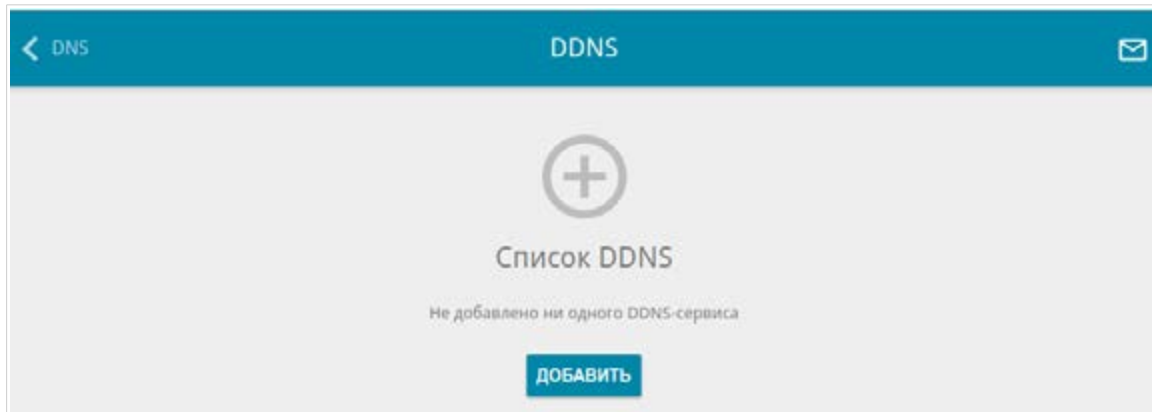 DNS
DDNS
Список DDNS
Не добавлено ни одного DDNS-сервиса
ДОБАВИТЬ